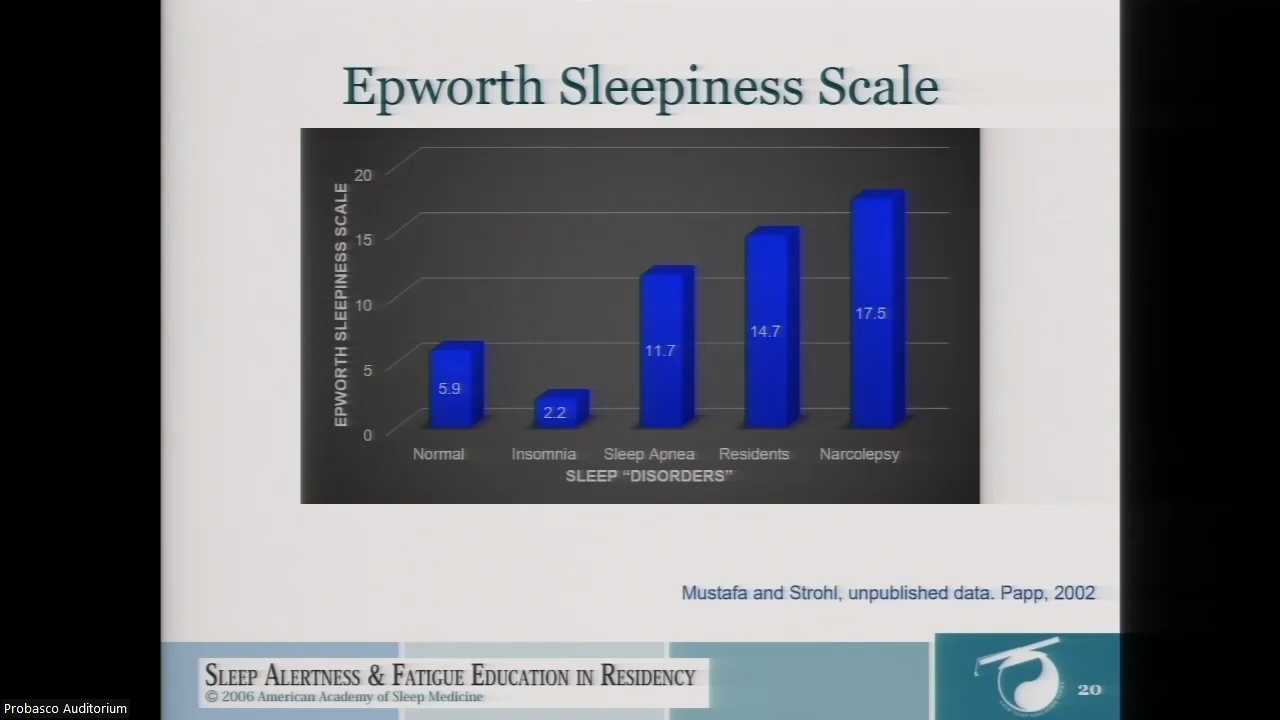 Epworth Sleepiness Scale
EPWORTH SLEEPINESS SCALE
20
15
10
5
0
5.9
2.2
11.7
14.7
17.5
Normal
Insomnia
Sleep Apnea
Residents
Narcolepsy
SLEEP “DISORDERS”
Mustafa and Strohl, unpublished data. Papp, 2002
SLEEP ALERTNESS & FATIGUE EDUCATION IN RESIDENCY
© 2006 American Academy of Sleep Medicine
20
Probasco Auditorium